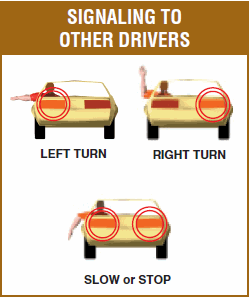 SIGNALING TO
OTHER DRIVERS
LEFT TURN
RIGHT TURN
SLOW or STOP